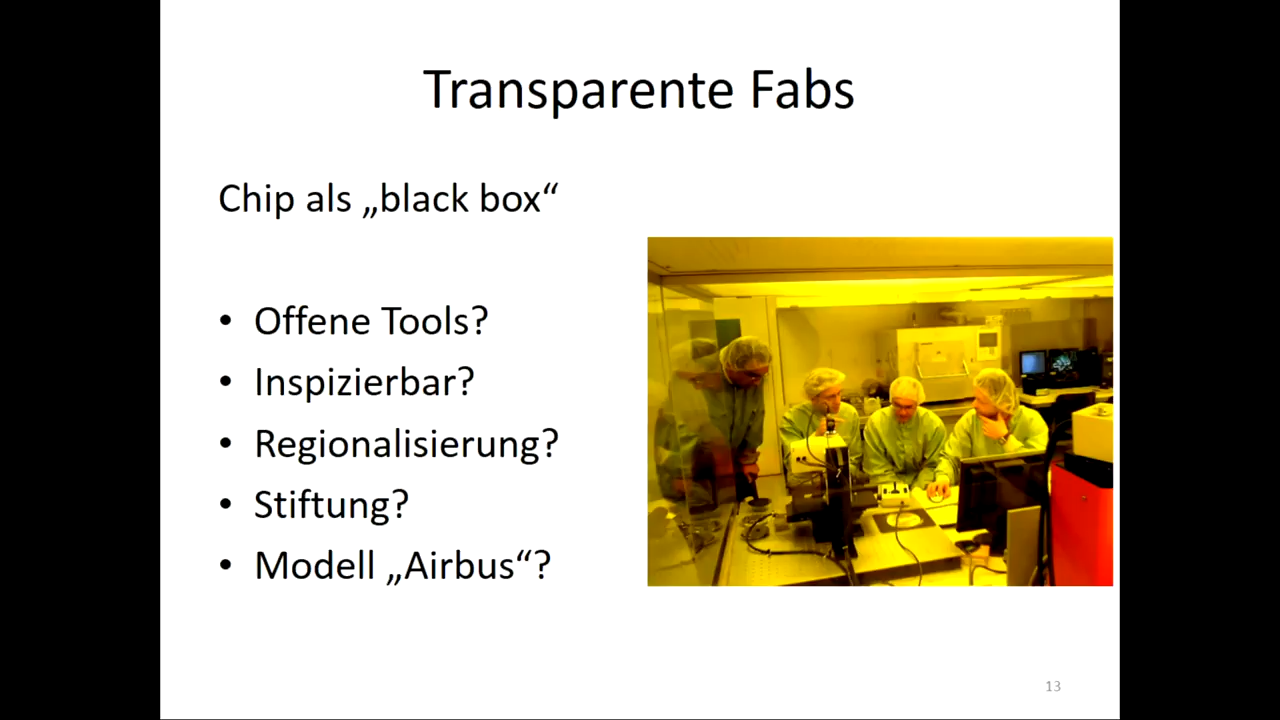 Transparente Fabs
Chip als „black box“
• Offene Tools?
• Inspizierbar?
• Regionalisierung?
• Stiftung?
• Modell „Airbus“?
13